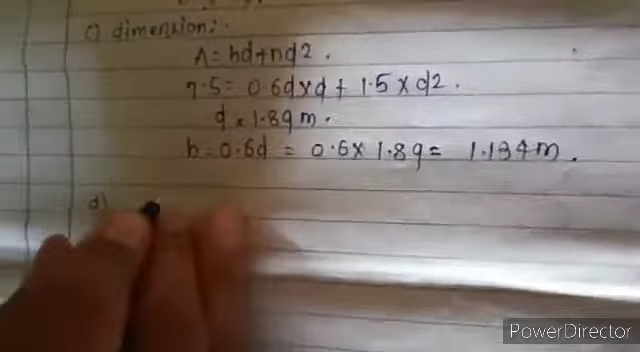 c) dimension:-
A = bd+nd2.
7.5 = 0.6d×d + 1.5 × d2.
d = 1.89 m.
b = 0.6d = 0.6× 1.89 = 1.134 m.
d)
PowerDirector